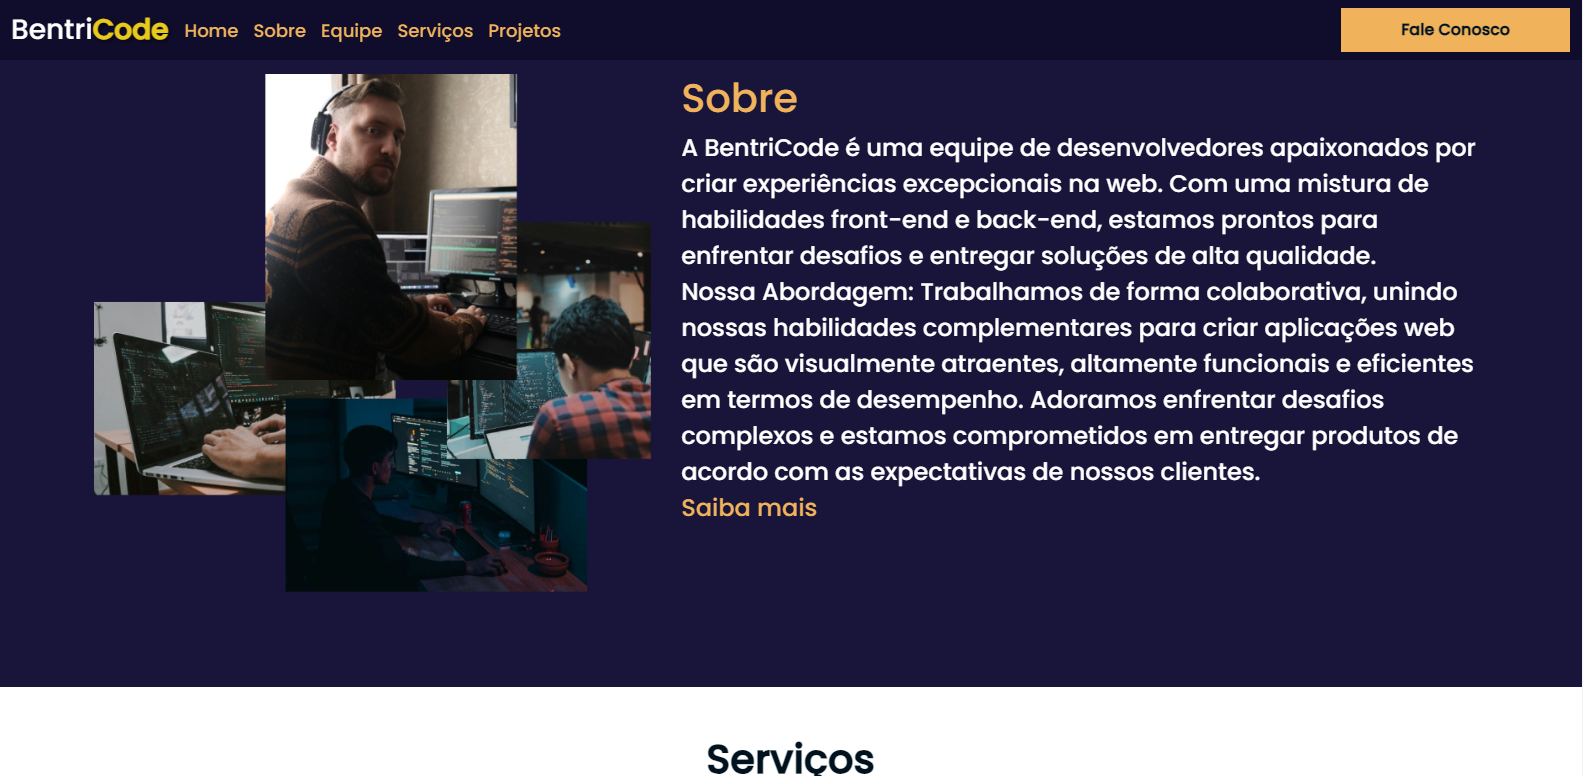 BentriCode Home Sobre Equipe Serviços Projetos Fale Conosco
Sobre
A BentriCode é uma equipe de desenvolvedores apaixonados por
criar experiências excepcionais na web. Com uma mistura de
habilidades front-end e back-end, estamos prontos para
enfrentar desafios e entregar soluções de alta qualidade.
Nossa Abordagem: Trabalhamos de forma colaborativa, unindo
nossas habilidades complementares para criar aplicações web
que são visualmente atraentes, altamente funcionais e eficientes
em termos de desempenho. Adoramos enfrentar desafios
complexos e estamos comprometidos em entregar produtos de
acordo com as expectativas de nossos clientes.
Saiba mais
Serviços